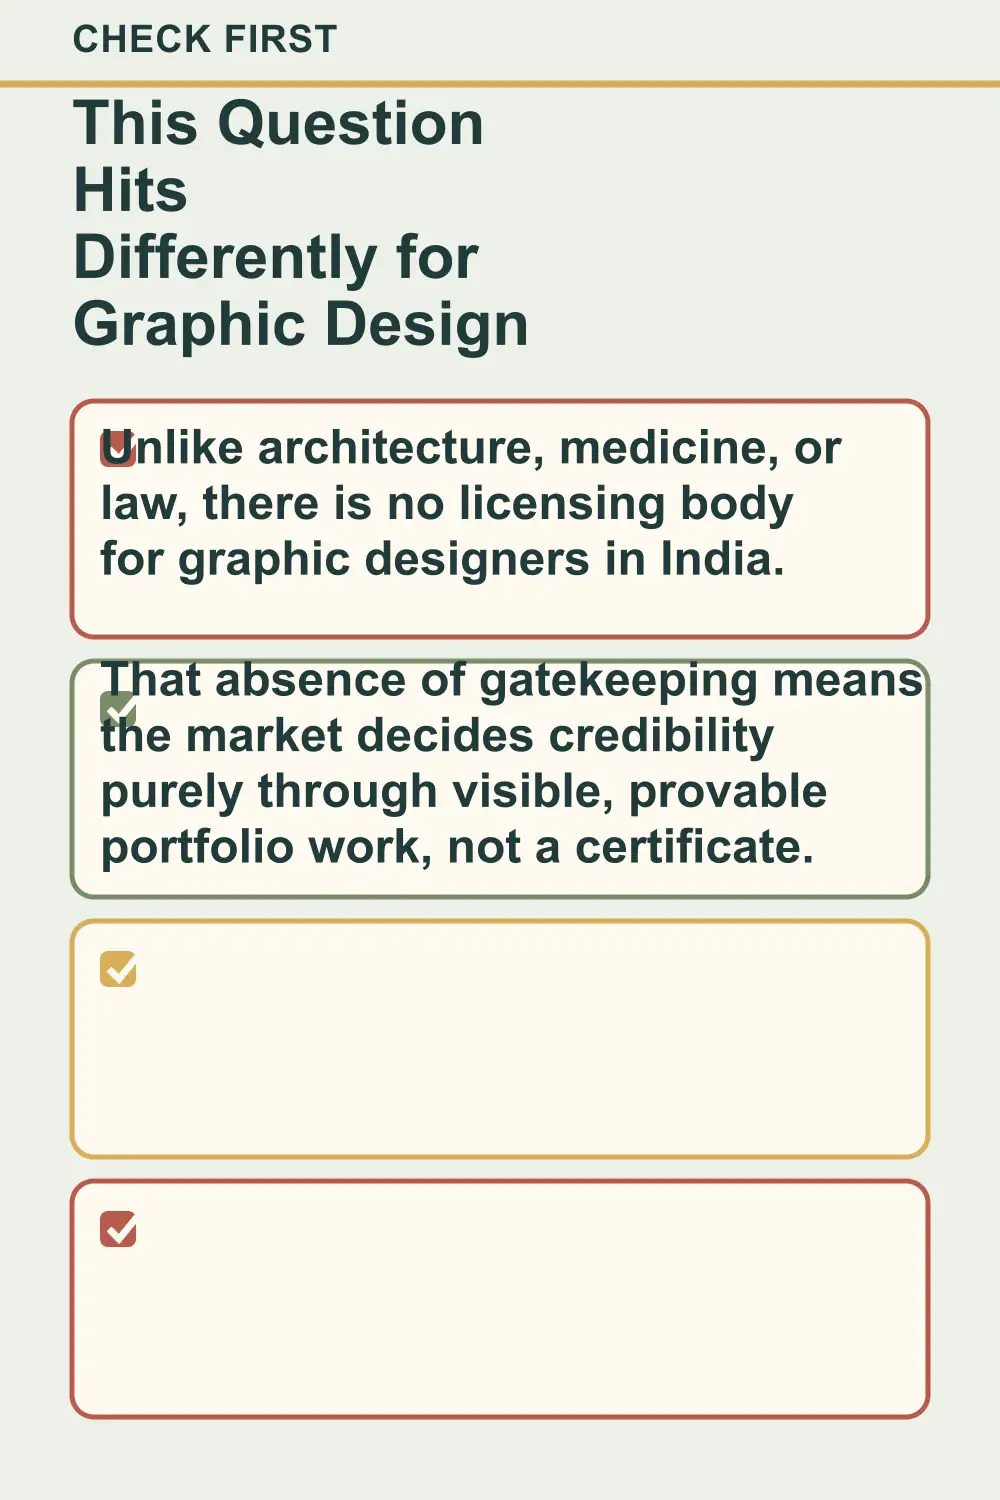 CHECK FIRST
This Question
Hits
Differently for
Graphic Design
Unlike architecture, medicine, or
law, there is no licensing body
for graphic designers in India.
That absence of gatekeeping means
the market decides credibility
purely through visible, provable
portfolio work, not a certificate.